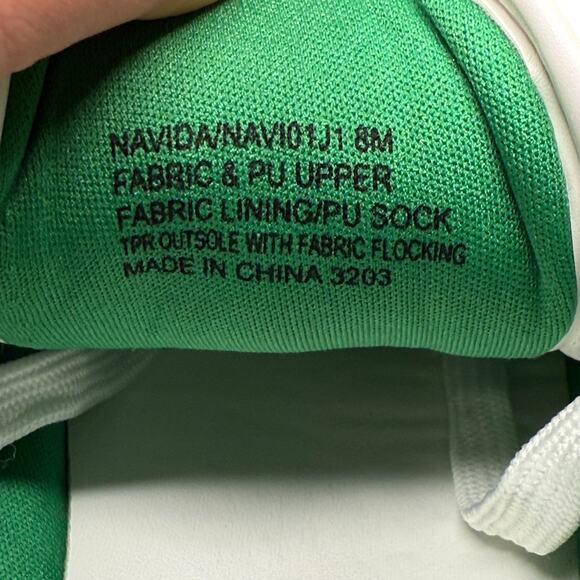 NAVIDA/NAVI01J1 8M
FABRIC & PU UPPER
FABRIC LINING/PU SOCK
TPR OUTSOLE WITH FABRIC FLOCKING
MADE IN CHINA 3203